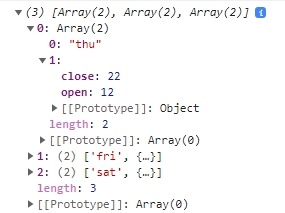 (3) [Array(2), Array(2), Array(2)] i
0: Array(2)
0: "thu"
1:
close: 22
open: 12
[[Prototype]]: Object
length: 2
[[Prototype]]: Array(0)
1: (2) ['fri', {…}]
2: (2) ['sat', {…}]
length: 3
[[Prototype]]: Array(0)